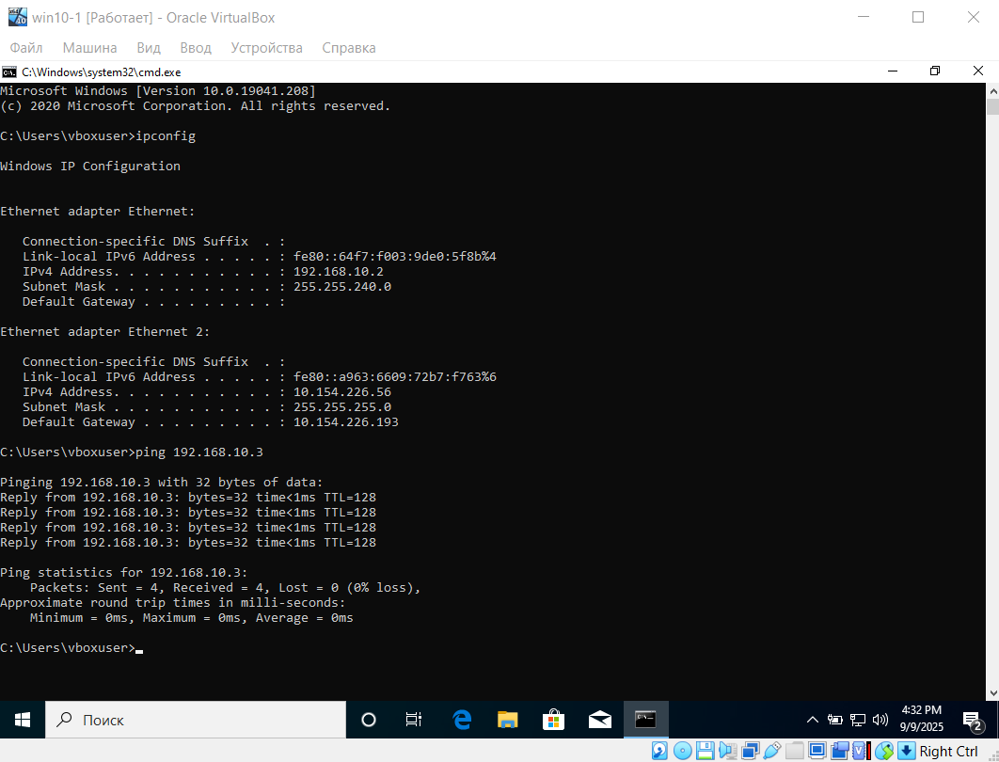 win10-1 [Работает] - Oracle VirtualBox
Файл Машина Вид Ввод Устройства Справка
C:\Windows\system32\cmd.exe
Microsoft Windows [Version 10.0.19041.208]
(c) 2020 Microsoft Corporation. All rights reserved.
C:\Users\vboxuser>ipconfig
Windows IP Configuration
Ethernet adapter Ethernet:
   Connection-specific DNS Suffix  . :
   Link-local IPv6 Address . . . . . : fe80::64f7:f003:9de0:5f8b%4
   IPv4 Address. . . . . . . . . . . : 192.168.10.2
   Subnet Mask . . . . . . . . . . . : 255.255.240.0
   Default Gateway . . . . . . . . . :
Ethernet adapter Ethernet 2:
   Connection-specific DNS Suffix  . :
   Link-local IPv6 Address . . . . . : fe80::a963:6609:72b7:f763%6
   IPv4 Address. . . . . . . . . . . : 10.154.226.56
   Subnet Mask . . . . . . . . . . . : 255.255.255.0
   Default Gateway . . . . . . . . . : 10.154.226.193
C:\Users\vboxuser>ping 192.168.10.3
Pinging 192.168.10.3 with 32 bytes of data:
Reply from 192.168.10.3: bytes=32 time<1ms TTL=128
Reply from 192.168.10.3: bytes=32 time<1ms TTL=128
Reply from 192.168.10.3: bytes=32 time<1ms TTL=128
Reply from 192.168.10.3: bytes=32 time<1ms TTL=128
Ping statistics for 192.168.10.3:
    Packets: Sent = 4, Received = 4, Lost = 0 (0% loss),
Approximate round trip times in milli-seconds:
    Minimum = 0ms, Maximum = 0ms, Average = 0ms
C:\Users\vboxuser>
Поиск
4:32 PM
9/9/2025
2
Right Ctrl